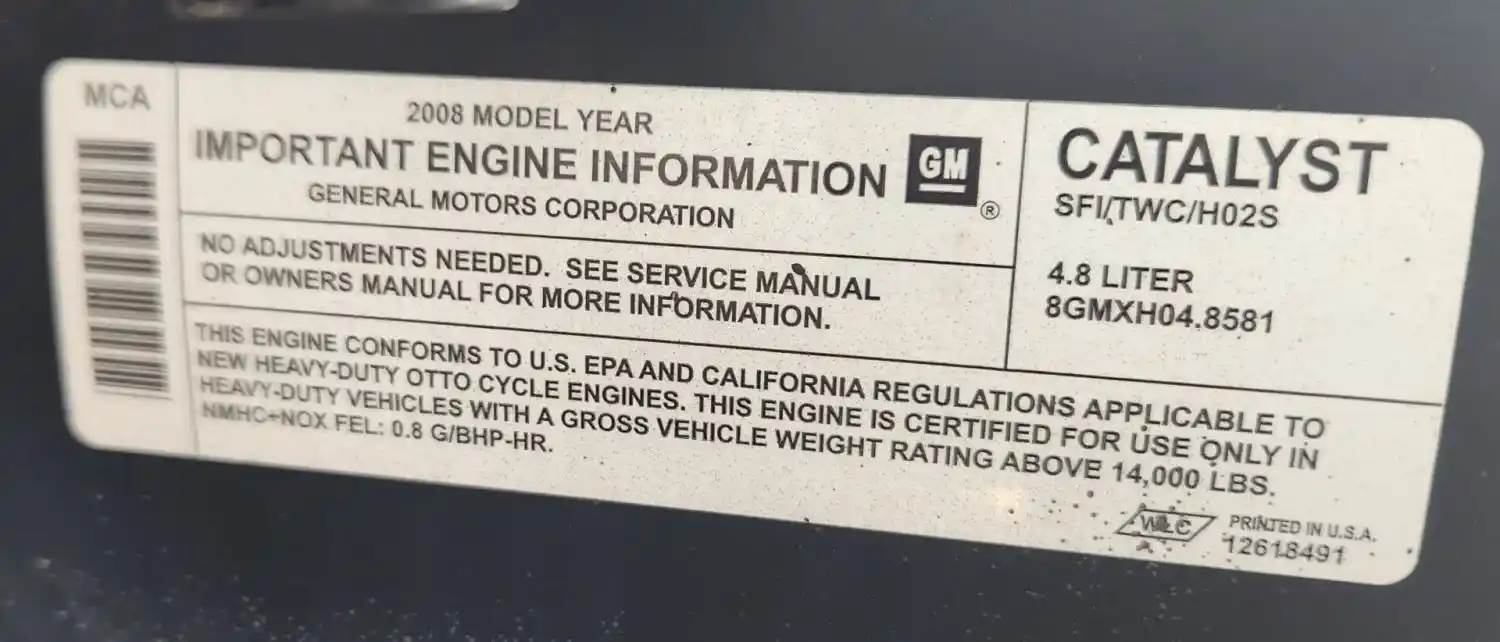 MCA
2008 MODEL YEAR
IMPORTANT ENGINE INFORMATION
GENERAL MOTORS CORPORATION
GM
®
CATALYST
SFI/TWC/H02S
4.8 LITER
8GMXH04.8581
NO ADJUSTMENTS NEEDED. SEE SERVICE MANUAL
OR OWNERS MANUAL FOR MORE INFORMATION.
THIS ENGINE CONFORMS TO U.S. EPA AND CALIFORNIA REGULATIONS APPLICABLE TO
NEW HEAVY-DUTY OTTO CYCLE ENGINES. THIS ENGINE IS CERTIFIED FOR USE ONLY IN
HEAVY-DUTY VEHICLES WITH A GROSS VEHICLE WEIGHT RATING ABOVE 14,000 LBS.
NMHC+NOX FEL: 0.8 G/BHP-HR.
WLC
PRINTED IN U.S.A.
12618491